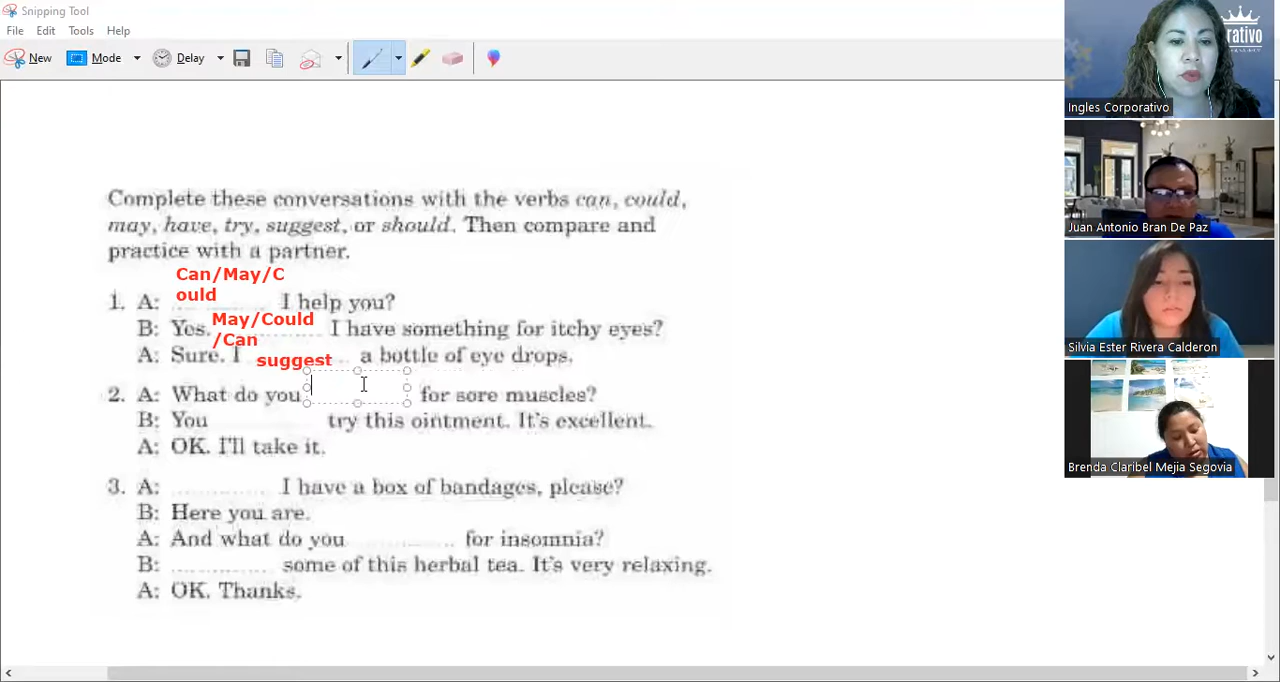 Snipping Tool
File Edit Tools Help
New Mode Delay
rativo
Ingles Corporativo
Juan Antonio Bran De Paz
Silvia Ester Rivera Calderon
Brenda Claribel Mejia Segovia
Complete these conversations with the verbs can, could,
may, have, try, suggest, or should. Then compare and
practice with a partner.
Can/May/C
ould
1. A: ............... I help you?
May/Could
/Can
B: Yes. ............... I have something for itchy eyes?
A: Sure. I suggest a bottle of eye drops.
2. A: What do you for sore muscles?
B: You try this ointment. It's excellent.
A: OK. I'll take it.
3. A: ............... I have a box of bandages, please?
B: Here you are.
A: And what do you ............... for insomnia?
B: ............... some of this herbal tea. It's very relaxing.
A: OK. Thanks.